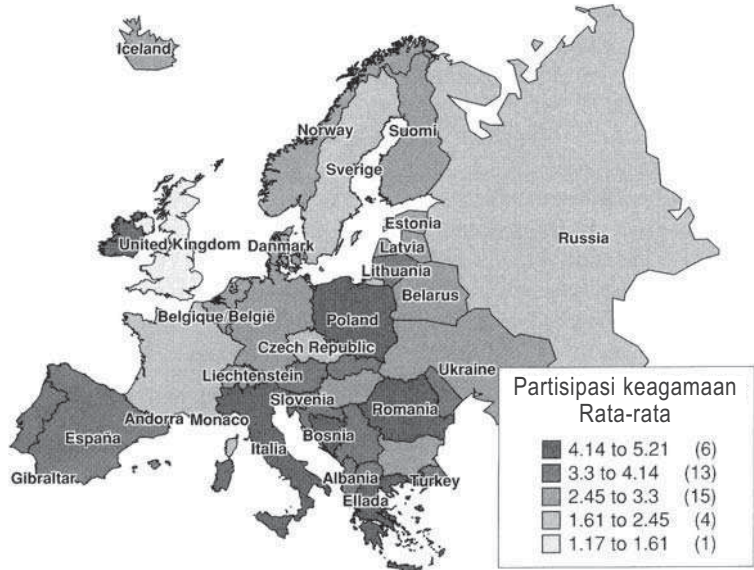 Iceland
Norway
Suomi
Sverige
Estonia
Russia
United Kingdom
Danmark
Latvia
Lithuania
Belarus
Belgique België
Poland
Czech Republic
Ukraine
Liechtenstein
Slovenia
Romania
Andorra Monaco
España
Bosnia
Italia
Gibraltar
Albania
Turkey
Ellada
Partisipasi keagamaan
Rata-rata
4.14 to 5.21 (6)
3.3 to 4.14 (13)
2.45 to 3.3 (15)
1.61 to 2.45 (4)
1.17 to 1.61 (1)